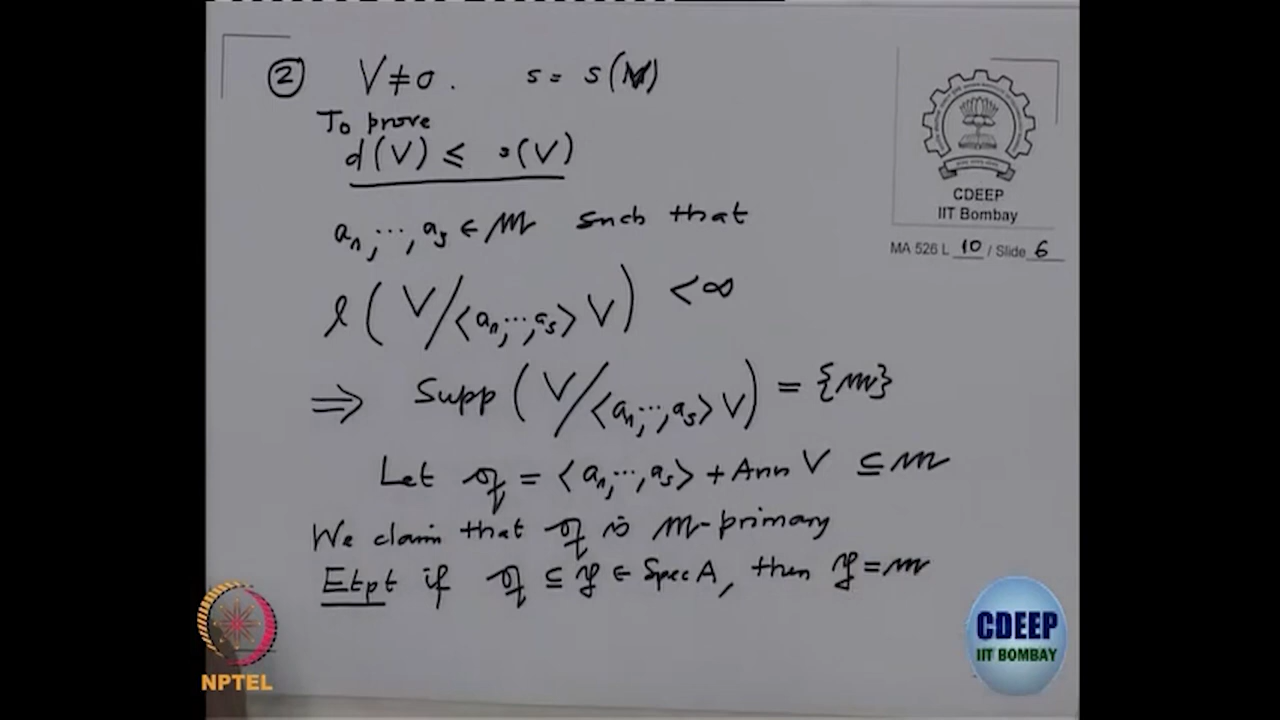 ② V ≠ 0 . s = s(V)
To prove
d(V) ≤ s(V)
a₁, ..., aₛ ∈ 𝔪 such that
ℓ(V/⟨a₁, ..., aₛ⟩V) < ∞
⇒ Supp(V/⟨a₁, ..., aₛ⟩V) = {𝔪}
Let 𝔮 = ⟨a₁, ..., aₛ⟩ + Ann V ⊆ 𝔪
We claim that 𝔮 is 𝔪-primary
Etpt if 𝔮 ⊆ 𝔭 ∈ Spec A, then 𝔭 = 𝔪
CDEEP
IIT Bombay
MA 526 L 10 / Slide 6
NPTEL
CDEEP
IIT BOMBAY